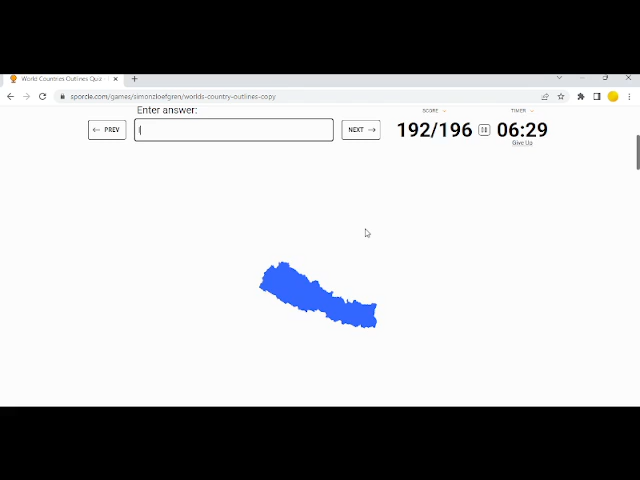 World Countries Outlines Quiz
sporcle.com/games/simonzloefgren/worlds-country-outlines-copy
Enter answer:
PREV
NEXT
SCORE
192/196
TIMER
06:29
Give Up